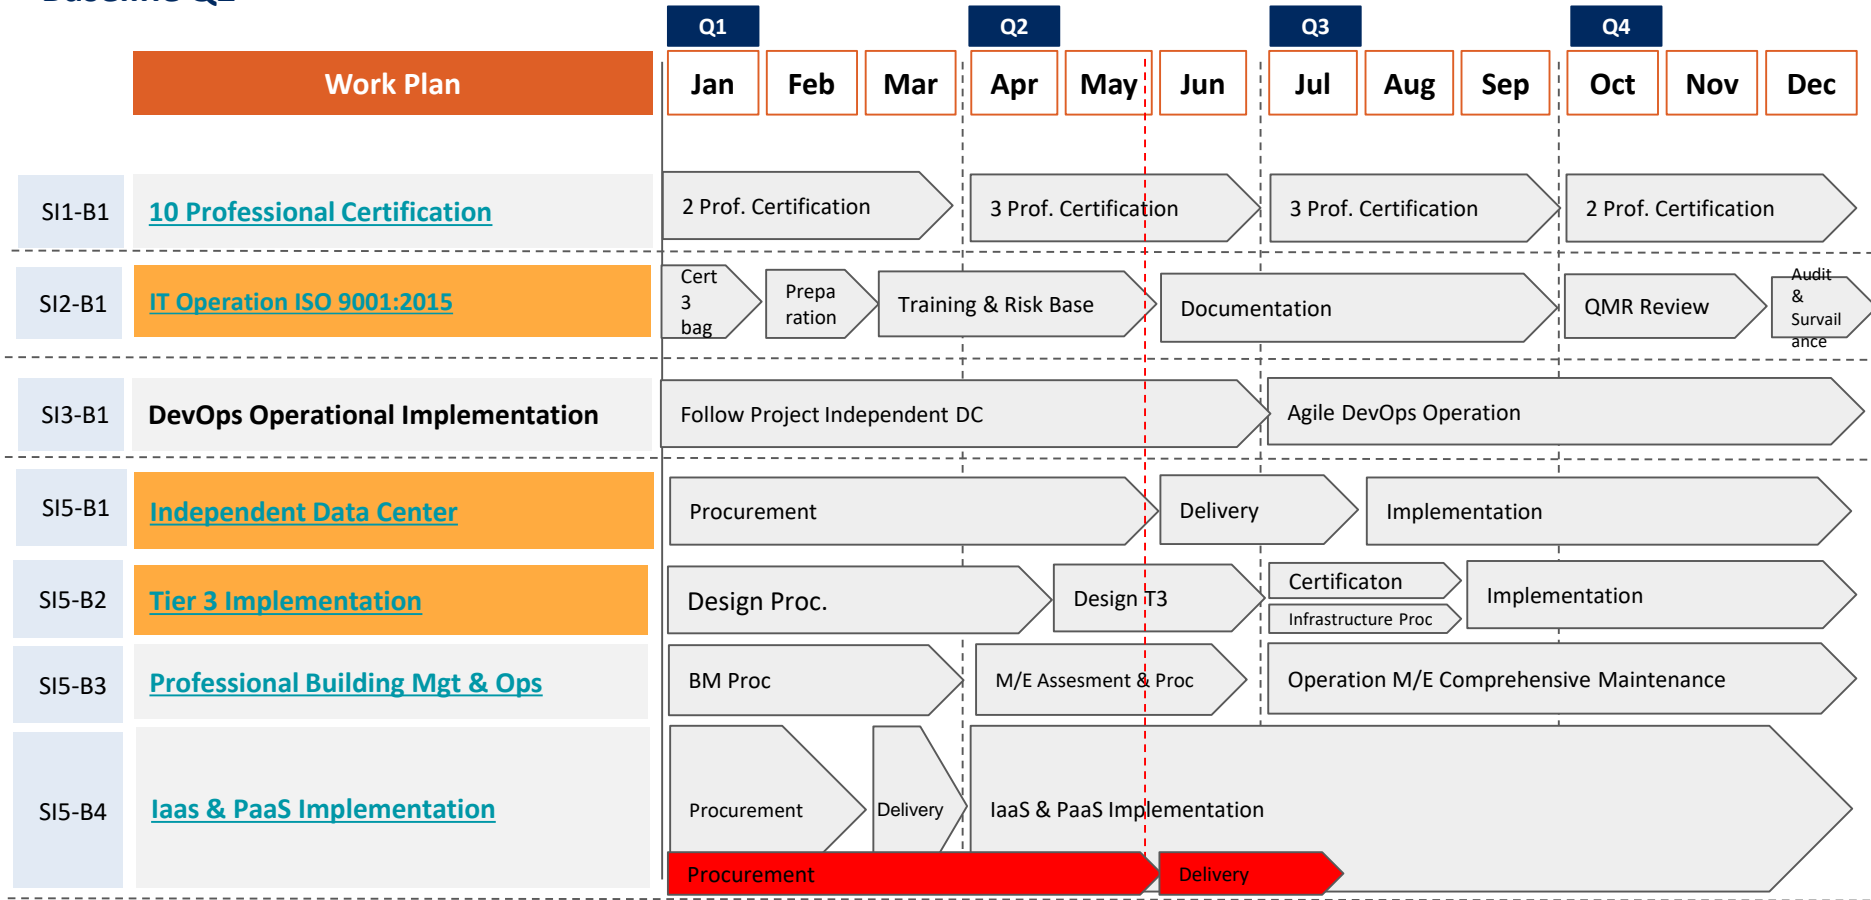 Baseline Q2
Q1
Q2
Q3
Q4
Work Plan
Jan
Feb
Mar
Apr
May
Jun
Jul
Aug
Sep
Oct
Nov
Dec
SI1-B1
10 Professional Certification
2 Prof. Certification
3 Prof. Certification
3 Prof. Certification
2 Prof. Certification
SI2-B1
IT Operation ISO 9001:2015
Cert
3
bag
Prepa
ration
Training & Risk Base
Documentation
QMR Review
Audit
&
Survail
ance
SI3-B1
DevOps Operational Implementation
Follow Project Independent DC
Agile DevOps Operation
SI5-B1
Independent Data Center
Procurement
Delivery
Implementation
SI5-B2
Tier 3 Implementation
Design Proc.
Design T3
Certificaton
Infrastructure Proc
Implementation
SI5-B3
Professional Building Mgt & Ops
BM Proc
M/E Assesment & Proc
Operation M/E Comprehensive Maintenance
SI5-B4
Iaas & PaaS Implementation
Procurement
Delivery
IaaS & PaaS Implementation
Procurement
Delivery